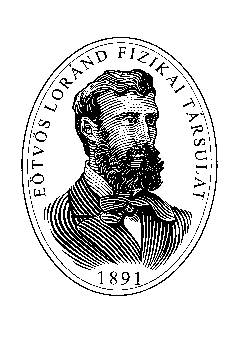 EÖTVÖS LORÁND FIZIKAI TÁRSULAT
1891